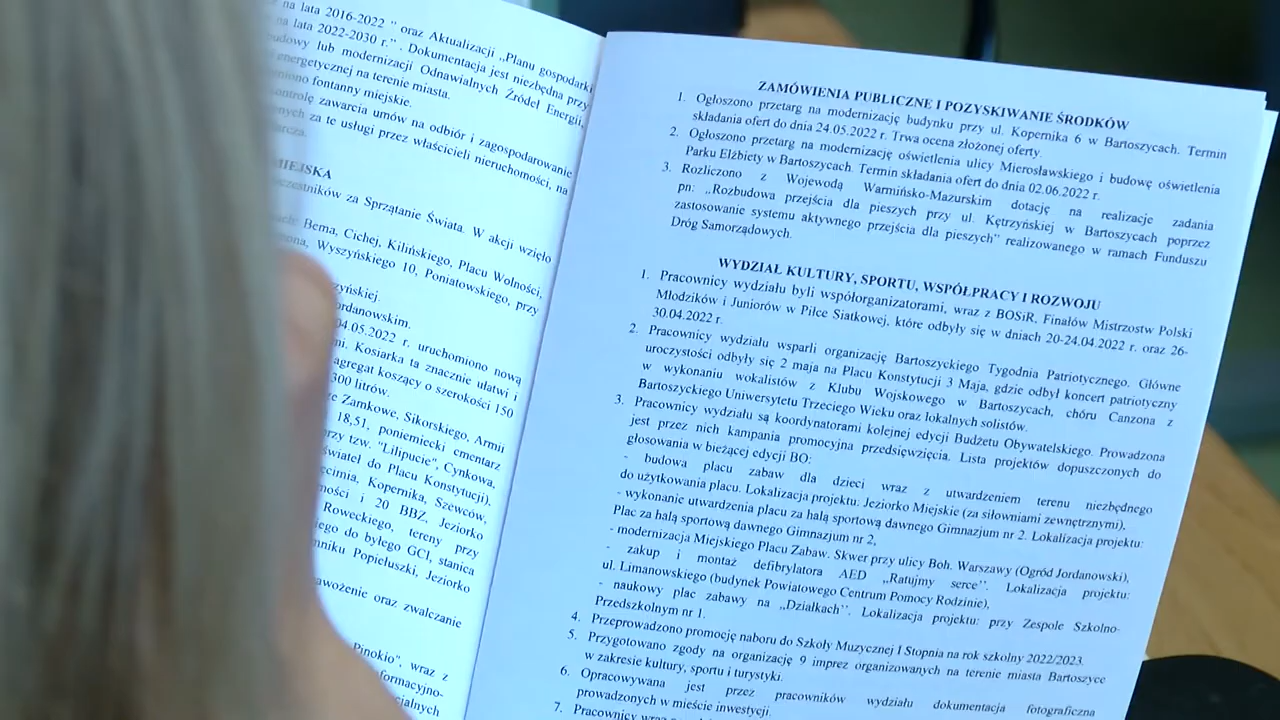 na lata 2016-2022 " oraz Aktualizacji „Planu gospodarki
na lata 2022-2030 r." . Dokumentacja jest niezbędna przy
budowy lub modernizacji Odnawialnych Źródeł Energii,
energetycznej na terenie miasta.
fontanny miejskie.
kontrolę zawarcia umów na odbiór i zagospodarowanie
za te usługi przez właścicieli nieruchomości, na
MIEJSKA
uczestników za Sprzątanie Świata. W akcji wzięło
Bema, Cichej, Kilińskiego, Placu Wolności,
Wyszyńskiego 10, Poniatowskiego, przy
Jordanowskim.
04.05.2022 r. uruchomiono nową
Kosiarka ta znacznie ułatwi i
agregat koszący o szerokości 150
300 litrów.
Zamkowe, Sikorskiego, Armii
18,51, poniemiecki cmentarz
przy tzw. "Lilipucie", Cynkowa,
świateł do Placu Konstytucji),
Kopernika, Szewców,
i 20 BBZ, Jeziorko
Roweckiego, tereny przy
do byłego GCI, stanica
Popiełuszki, Jeziorko
nawożenie oraz zwalczanie
Pinokio", wraz z
ZAMÓWIENIA PUBLICZNE I POZYSKIWANIE ŚRODKÓW
1. Ogłoszono przetarg na modernizację budynku przy ul. Kopernika 6 w Bartoszycach. Termin
składania ofert do dnia 24.05.2022 r. Trwa ocena złożonej oferty.
2. Ogłoszono przetarg na modernizację oświetlenia ulicy Mierosławskiego i budowę oświetlenia
Parku Elżbiety w Bartoszycach. Termin składania ofert do dnia 02.06.2022 r.
3. Rozliczono z Wojewodą Warmińsko-Mazurskim dotację na realizacje zadania
pn: „Rozbudowa przejścia dla pieszych przy ul. Kętrzyńskiej w Bartoszycach poprzez
zastosowanie systemu aktywnego przejścia dla pieszych" realizowanego w ramach Funduszu
Dróg Samorządowych.
WYDZIAŁ KULTURY, SPORTU, WSPÓŁPRACY I ROZWOJU
1. Pracownicy wydziału byli współorganizatorami, wraz z BOSiR, Finałów Mistrzostw Polski
Młodzików i Juniorów w Piłce Siatkowej, które odbyły się w dniach 20-24.04.2022 r. oraz 26-
30.04.2022 r.
2. Pracownicy wydziału wsparli organizację Bartoszyckiego Tygodnia Patriotycznego. Główne
uroczystości odbyły się 2 maja na Placu Konstytucji 3 Maja, gdzie odbył koncert patriotyczny
w wykonaniu wokalistów z Klubu Wojskowego w Bartoszycach, chóru Canzona z
Bartoszyckiego Uniwersytetu Trzeciego Wieku oraz lokalnych solistów.
3. Pracownicy wydziału są koordynatorami kolejnej edycji Budżetu Obywatelskiego. Prowadzona
jest przez nich kampania promocyjna przedsięwzięcia. Lista projektów dopuszczonych do
głosowania w bieżącej edycji BO:
- budowa placu zabaw dla dzieci wraz z utwardzeniem terenu niezbędnego
do użytkowania placu. Lokalizacja projektu: Jeziorko Miejskie (za siłowniami zewnętrznymi),
- wykonanie utwardzenia placu za halą sportową dawnego Gimnazjum nr 2. Lokalizacja projektu:
Plac za halą sportową dawnego Gimnazjum nr 2,
- modernizacja Miejskiego Placu Zabaw. Skwer przy ulicy Boh. Warszawy (Ogród Jordanowski),
- zakup i montaż defibrylatora AED „Ratujmy serce". Lokalizacja projektu:
ul. Limanowskiego (budynek Powiatowego Centrum Pomocy Rodzinie),
- naukowy plac zabawy na „Działkach". Lokalizacja projektu: przy Zespole Szkolno-
Przedszkolnym nr 1.
4. Przeprowadzono promocję naboru do Szkoły Muzycznej I Stopnia na rok szkolny 2022/2023.
5. Przygotowano zgody na organizację 9 imprez organizowanych na terenie miasta Bartoszyce
w zakresie kultury, sportu i turystyki.
6. Opracowywana jest przez pracowników wydziału dokumentacja fotograficzna
prowadzonych w mieście inwestycji.
7. Pracownicy wraz